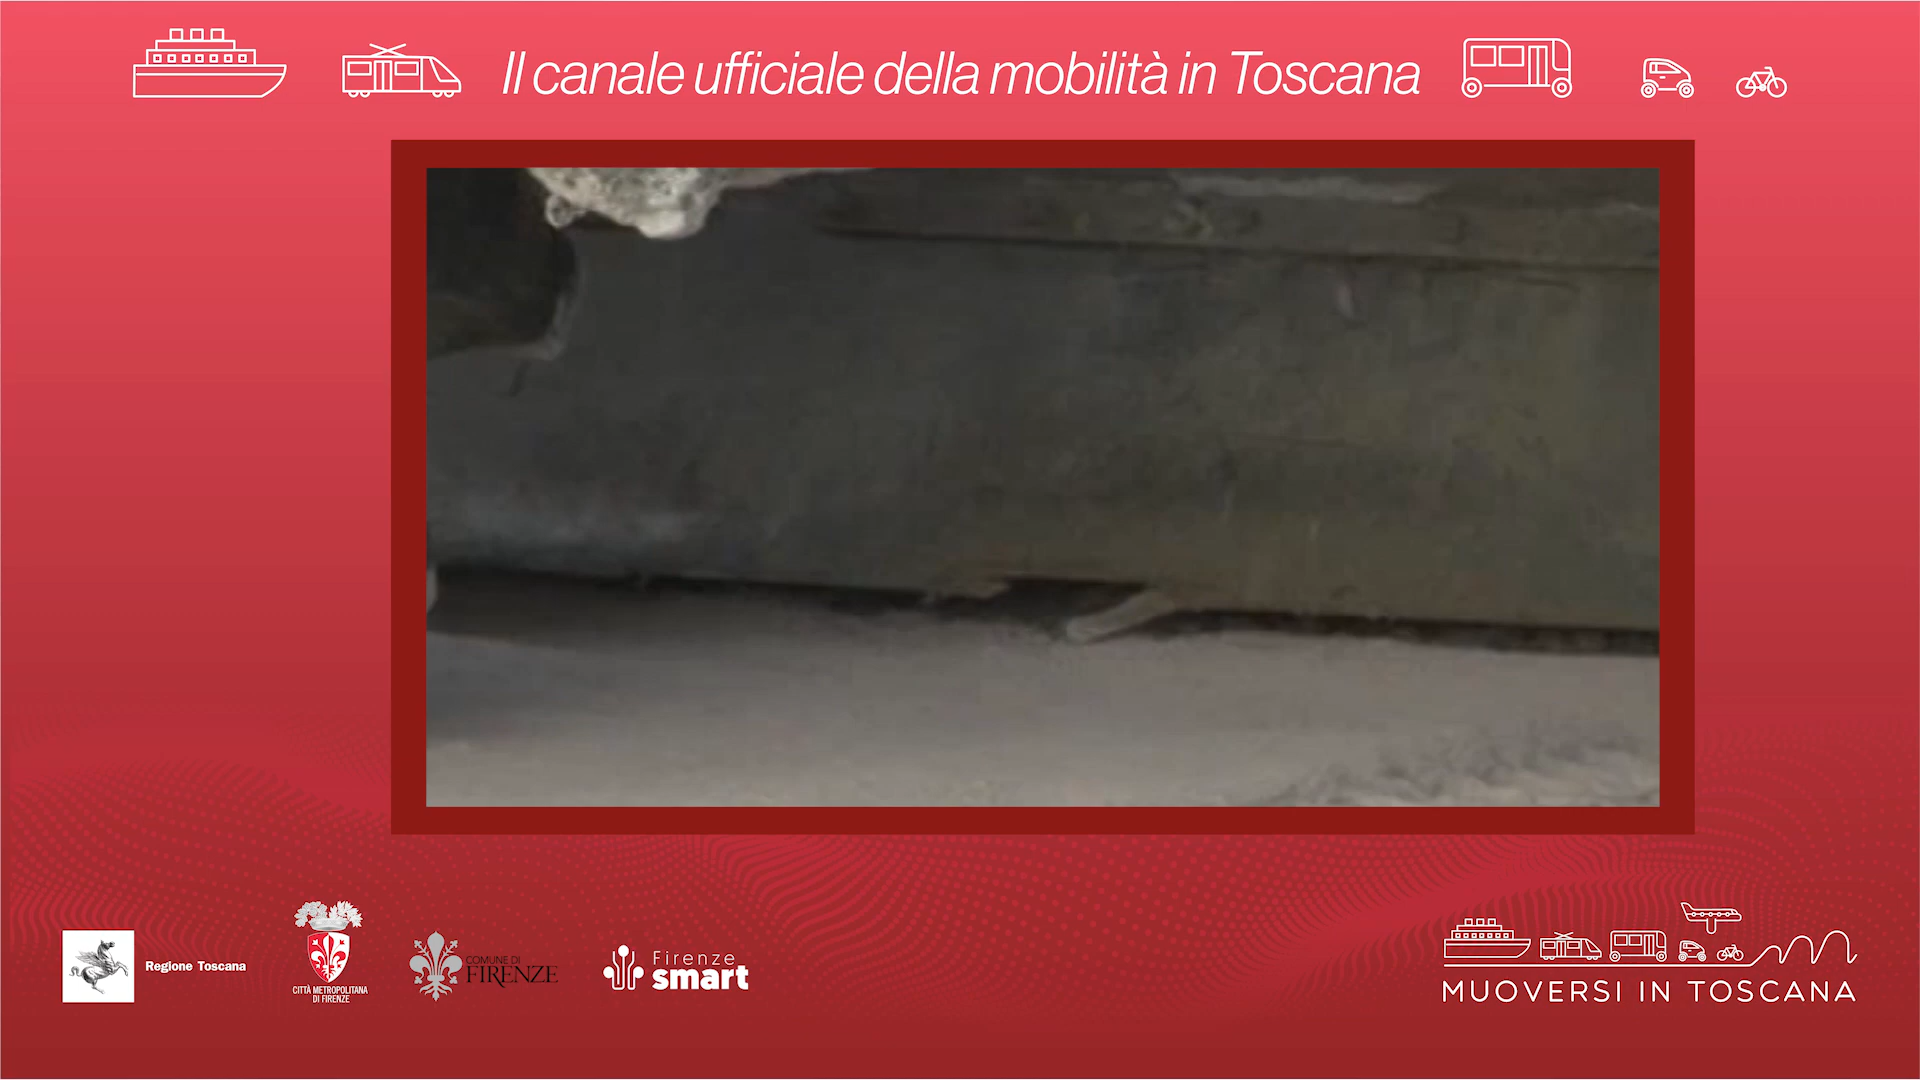 Il canale ufficiale della mobilità in Toscana
Regione Toscana
CITTÀ METROPOLITANA
DI FIRENZE
COMUNE DI
FIRENZE
Firenze
smart
MUOVERSI IN TOSCANA